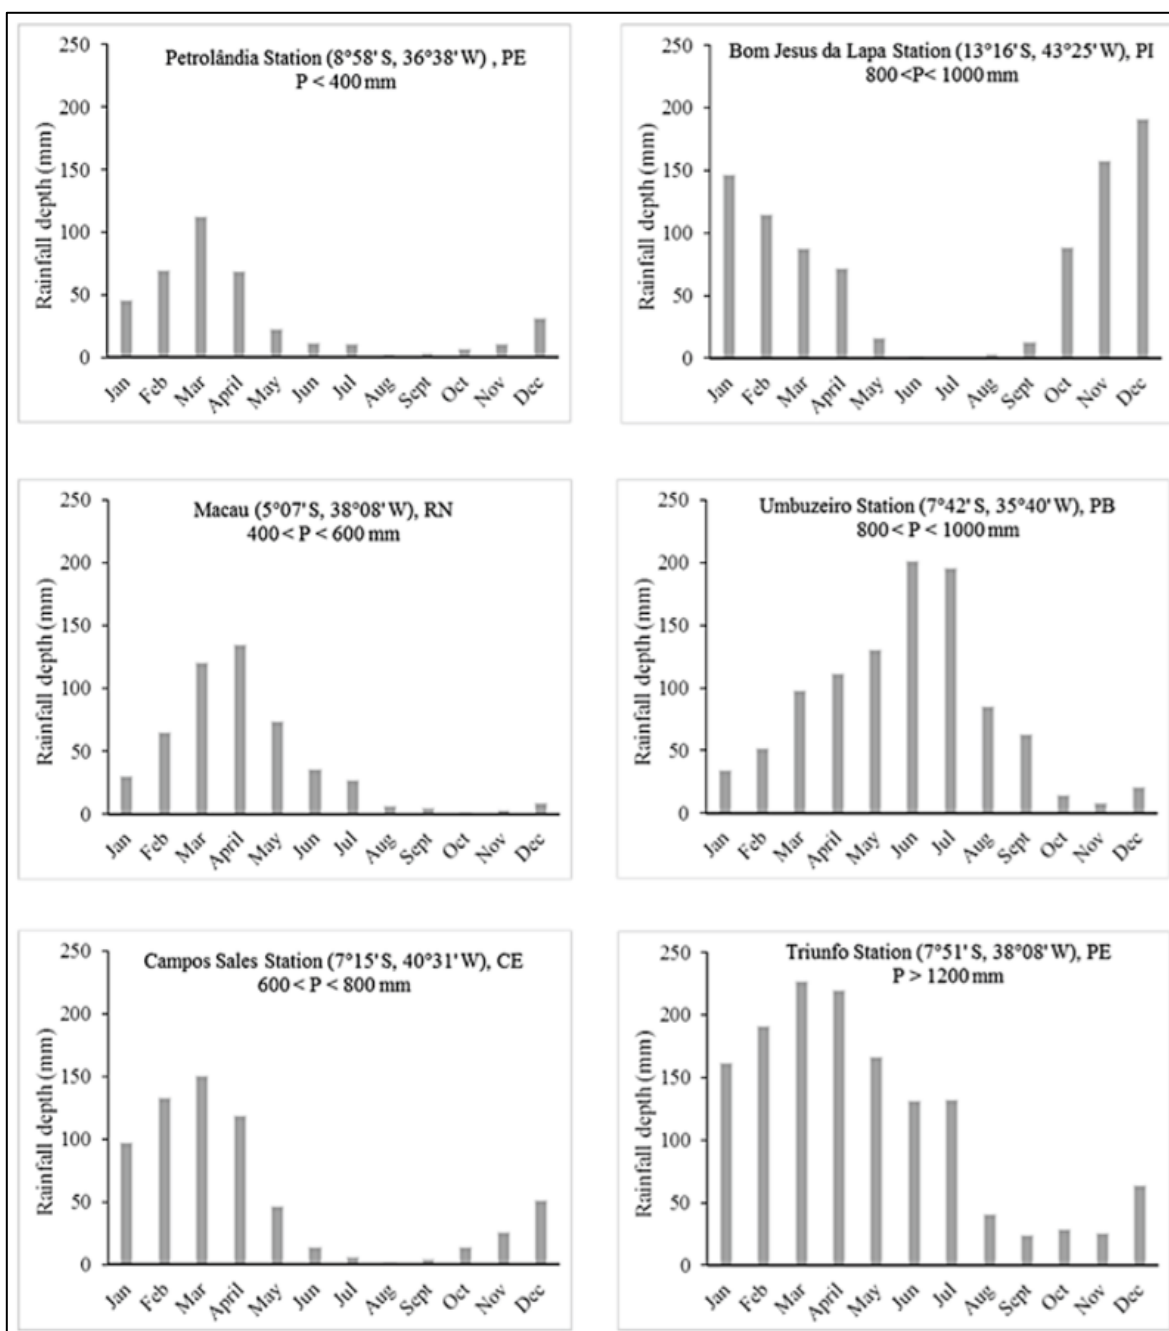 Petrolândia Station (8°58' S, 36°38' W) , PE
P < 400 mm
Rainfall depth (mm)
250
200
150
100
50
0
Jan Feb Mar April May Jun Jul Aug Sept Oct Nov Dec
Bom Jesus da Lapa Station (13°16' S, 43°25' W), PI
800 <P< 1000 mm
Rainfall depth (mm)
250
200
150
100
50
0
Jan Feb Mar April May Jun Jul Aug Sept Oct Nov Dec
Macau (5°07' S, 38°08' W), RN
400 < P < 600 mm
Rainfall depth (mm)
250
200
150
100
50
0
Jan Feb Mar April May Jun Jul Aug Sept Oct Nov Dec
Umbuzeiro Station (7°42' S, 35°40' W), PB
800 < P < 1000 mm
Rainfall depth (mm)
250
200
150
100
50
0
Jan Feb Mar April May Jun Jul Aug Sept Oct Nov Dec
Campos Sales Station (7°15' S, 40°31' W), CE
600 < P < 800 mm
Rainfall depth (mm)
250
200
150
100
50
0
Jan Feb Mar April May Jun Jul Aug Sept Oct Nov Dec
Triunfo Station (7°51' S, 38°08' W), PE
P > 1200 mm
Rainfall depth (mm)
250
200
150
100
50
0
Jan Feb Mar April May Jun Jul Aug Sept Oct Nov Dec